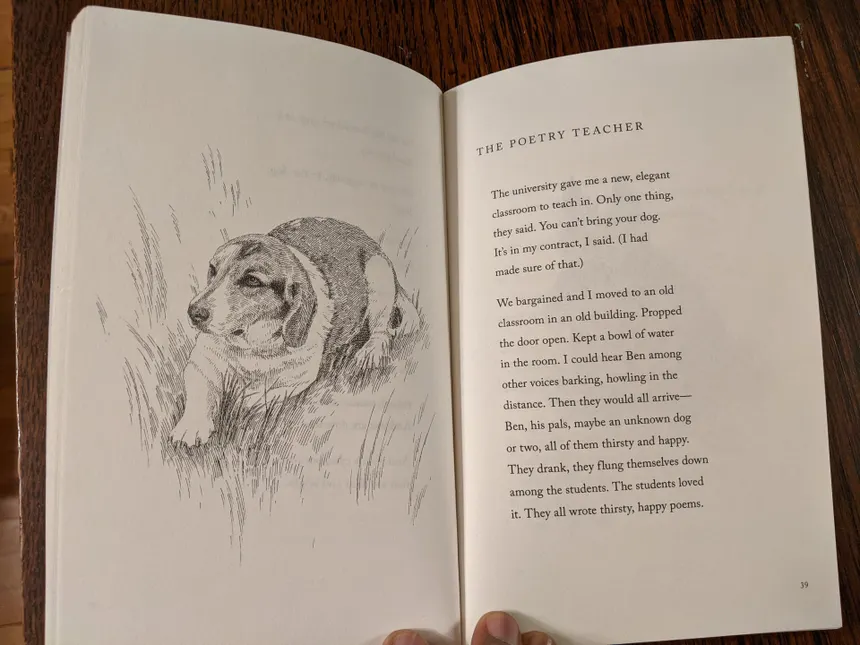 THE POETRY TEACHER
The university gave me a new, elegant
classroom to teach in. Only one thing,
they said. You can't bring your dog.
It's in my contract, I said. (I had
made sure of that.)
We bargained and I moved to an old
classroom in an old building. Propped
the door open. Kept a bowl of water
in the room. I could hear Ben among
other voices barking, howling in the
distance. Then they would all arrive—
Ben, his pals, maybe an unknown dog
or two, all of them thirsty and happy.
They drank, they flung themselves down
among the students. The students loved
it. They all wrote thirsty, happy poems.
39